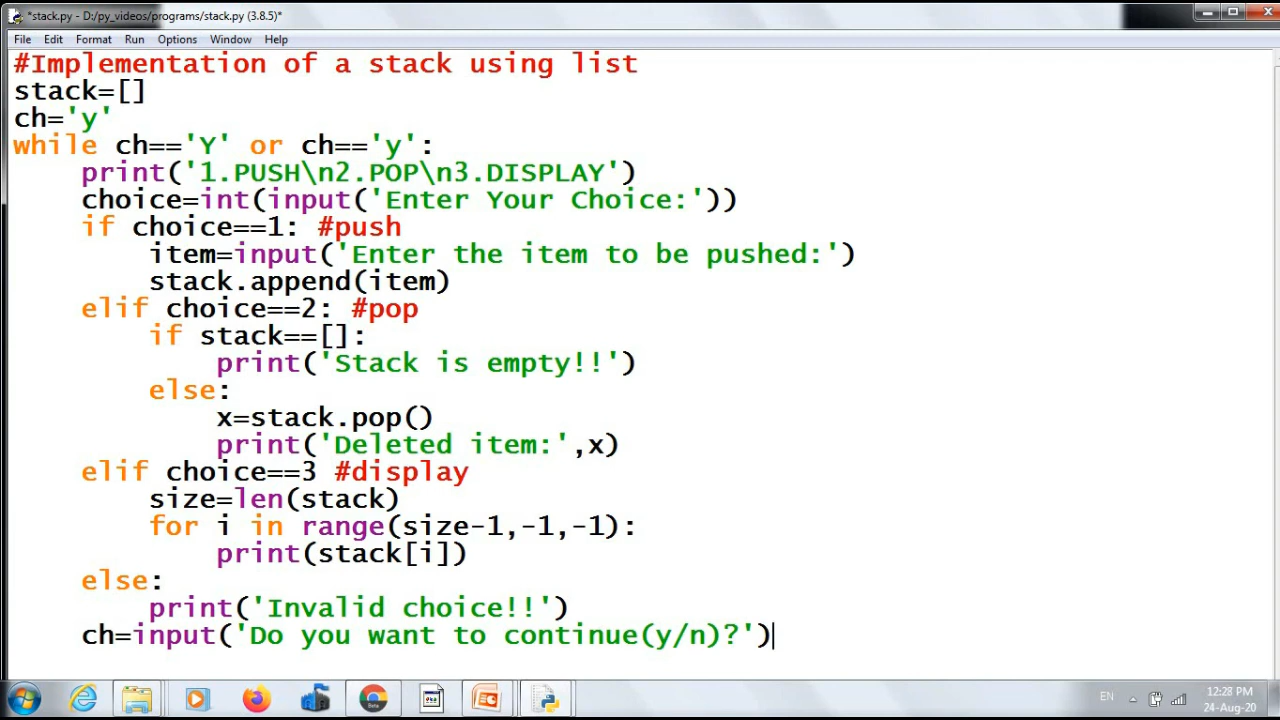 *stack.py - D:/py_videos/programs/stack.py (3.8.5)*
File Edit Format Run Options Window Help
#Implementation of a stack using list
stack=[]
ch='y'
while ch=='Y' or ch=='y':
    print('1.PUSH\n2.POP\n3.DISPLAY')
    choice=int(input('Enter Your Choice:'))
    if choice==1: #push
        item=input('Enter the item to be pushed:')
        stack.append(item)
    elif choice==2: #pop
        if stack==[]:
            print('Stack is empty!!')
        else:
            x=stack.pop()
            print('Deleted item:',x)
    elif choice==3 #display
        size=len(stack)
        for i in range(size-1,-1,-1):
            print(stack[i])
    else:
        print('Invalid choice!!')
    ch=input('Do you want to continue(y/n)?')
EN
12:28 PM
24-Aug-20